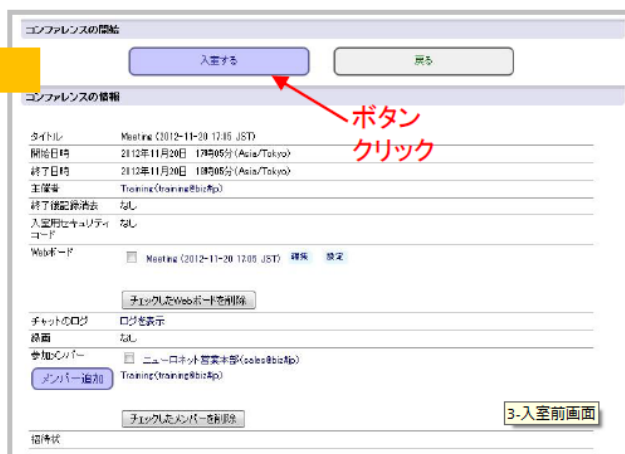 コンファレンスの開始
入室する 戻る
コンファレンスの情報
ボタン
クリック
タイトル Meeting (2012-11-20 17:05 JST)
開始日時 2012年11月20日 17時05分(Asia/Tokyo)
終了日時 2012年11月20日 18時05分(Asia/Tokyo)
主催者 Training(training@biz#jp)
終了後記録消去 なし
入室用セキュリティ なし
コード
Webボード Meeting (2012-11-20 17:05 JST) 編集 設定
チェックしたWebボードを削除
チャットのログ ログを表示
録画 なし
参加メンバー ニューロネット営業本部(sales@biz#jp)
メンバー追加 Training(training@biz#jp)
チェックしたメンバーを削除
3-入室前画面
招待状